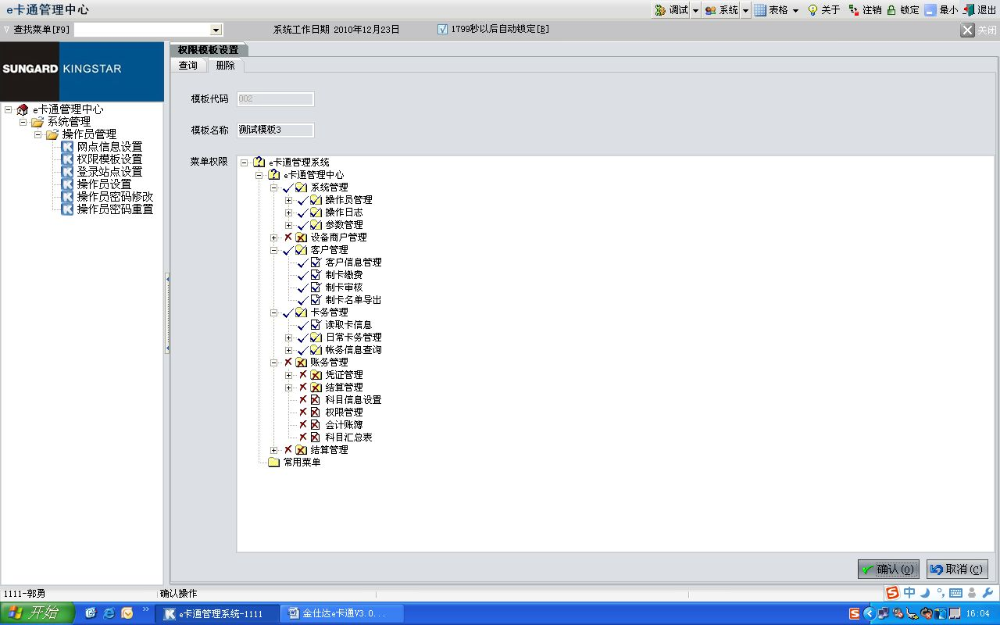 e卡通管理中心 调试 系统 表格 关于 注销 锁定 最小 退出
查找菜单[F9] 系统工作日期 2010年12月23日 1799秒以后自动锁定[B] 关闭
SUNGARD KINGSTAR
e卡通管理中心
系统管理
操作员管理
网点信息设置
权限模板设置
登录站点设置
操作员设置
操作员密码修改
操作员密码重置
权限模板设置
查询 删除
模板代码 002
模板名称 测试模板3
菜单权限
e卡通管理系统
e卡通管理中心
系统管理
操作员管理
操作日志
参数管理
设备商户管理
客户管理
客户信息管理
制卡缴费
制卡审核
制卡名单导出
卡务管理
读取卡信息
日常卡务管理
帐务信息查询
账务管理
凭证管理
结算管理
科目信息设置
权限管理
会计账簿
科目汇总表
结算管理
常用菜单
确认(O) 取消(C)
1111-郭勇 确认操作
中
开始 e卡通管理系统-1111 金仕达e卡通V3.0... 16:04